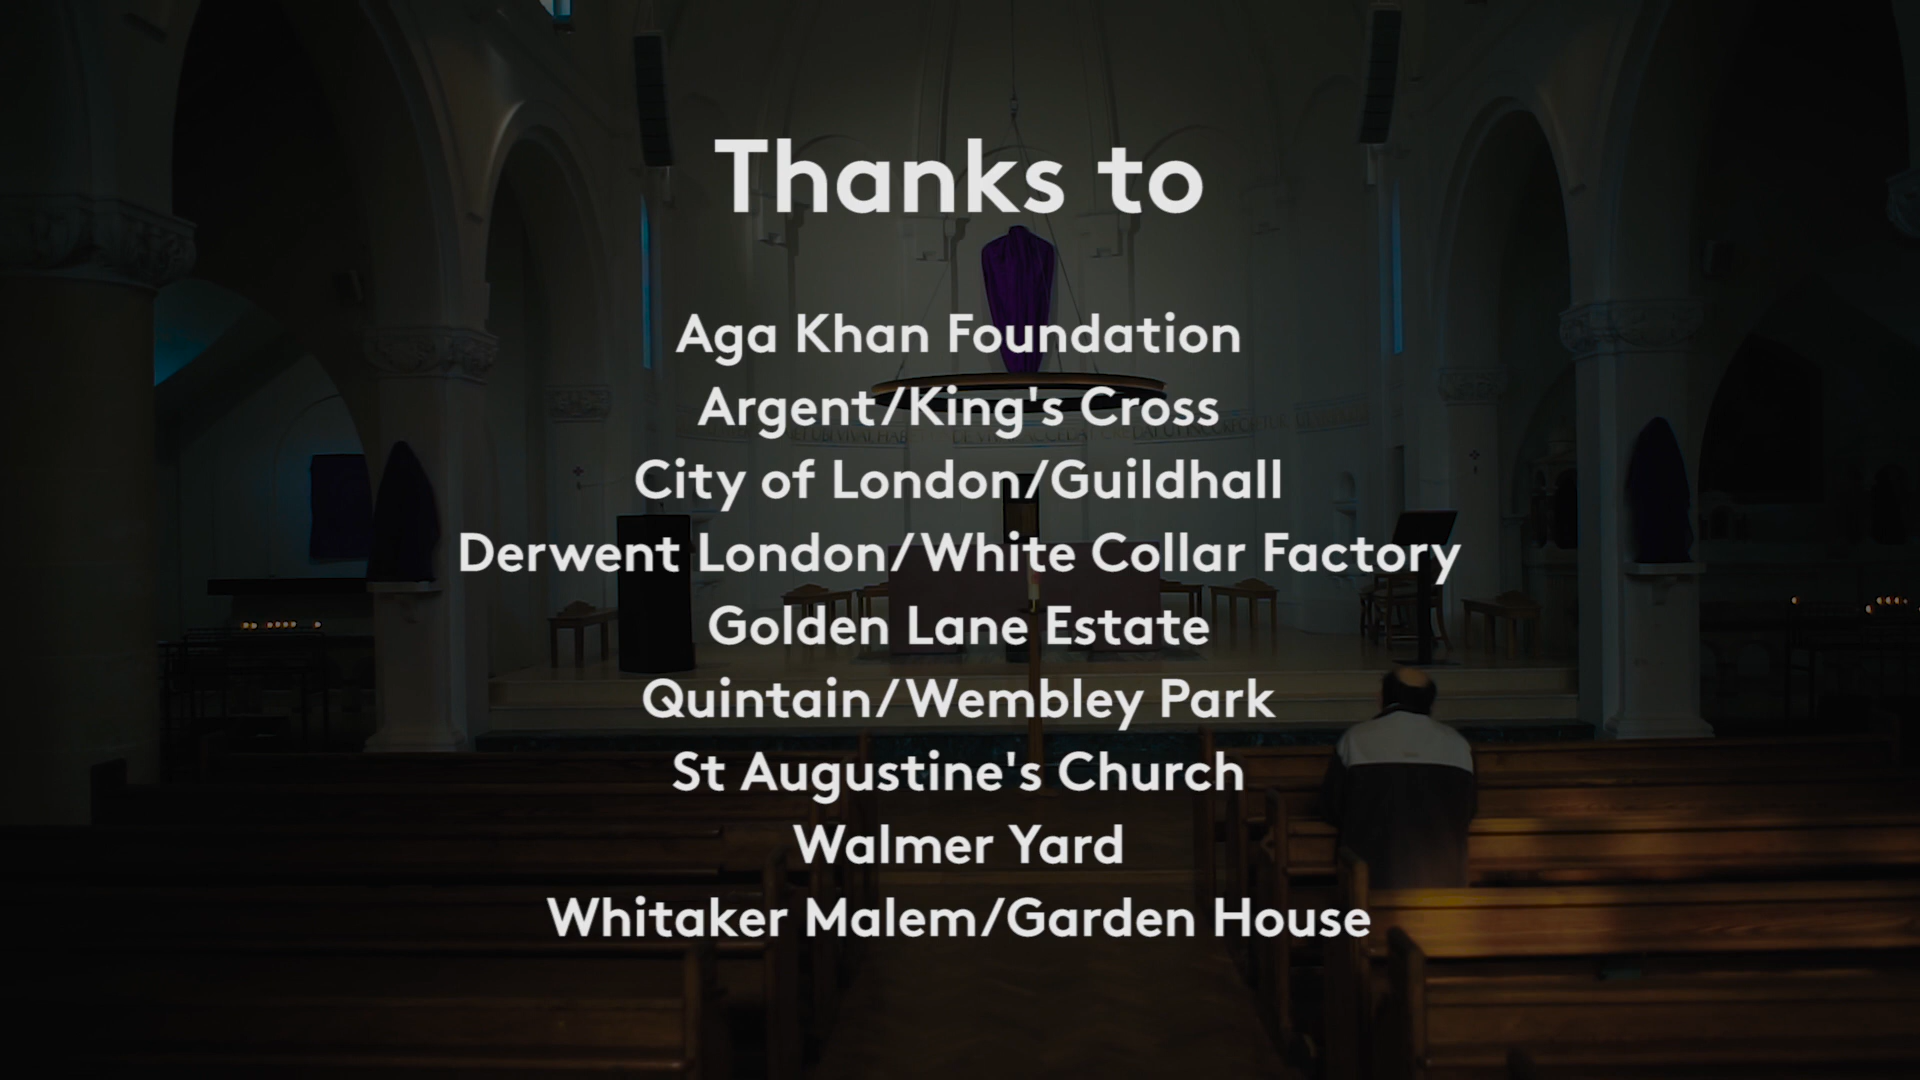 Thanks to
Aga Khan Foundation
Argent/King's Cross
City of London/Guildhall
Derwent London/White Collar Factory
Golden Lane Estate
Quintain/Wembley Park
St Augustine's Church
Walmer Yard
Whitaker Malem/Garden House